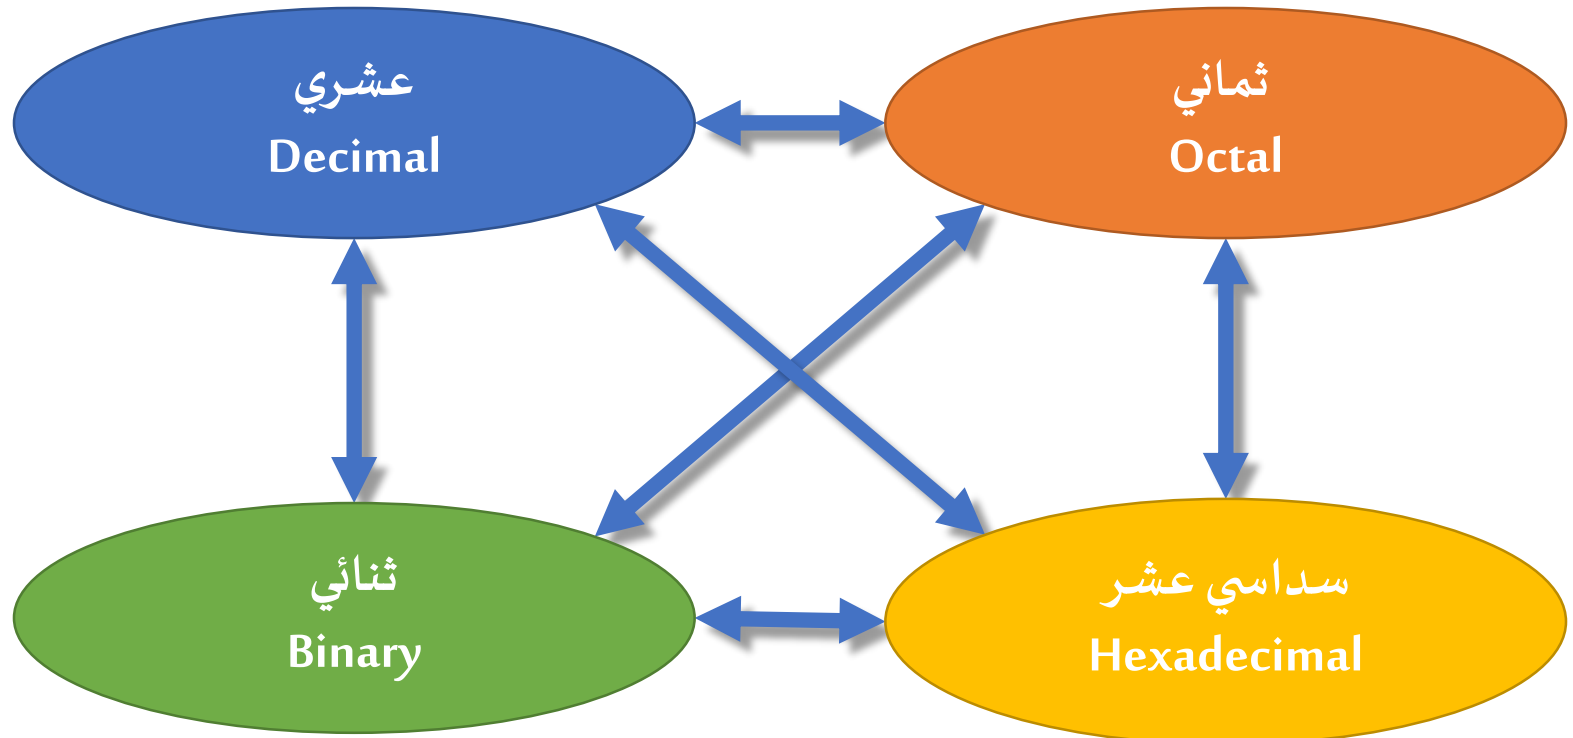 عشري
Decimal
ثماني
Octal
ثنائي
Binary
سداسي عشر
Hexadecimal